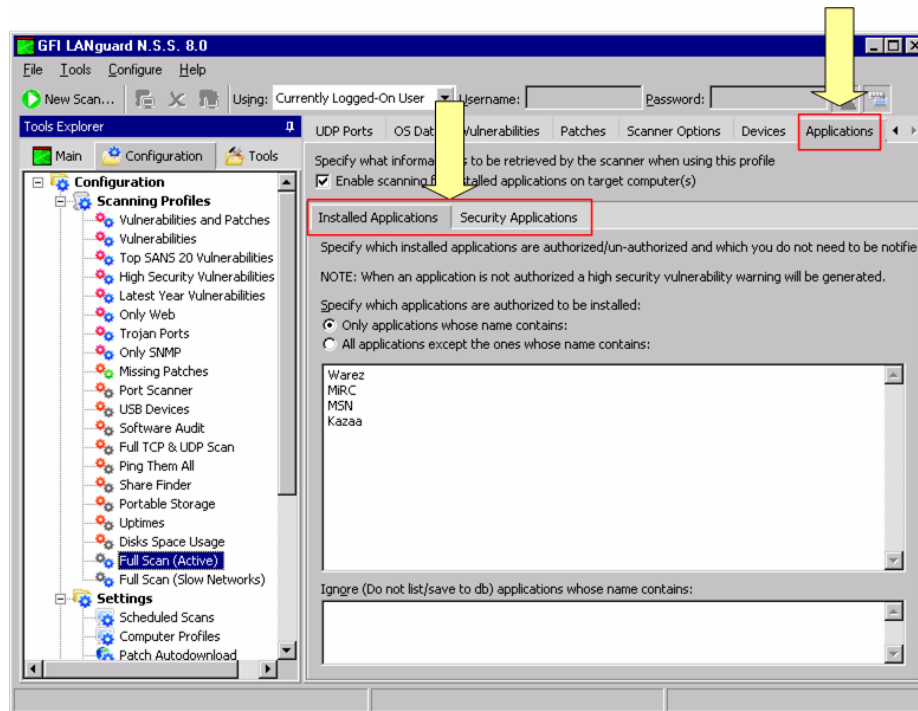 GFI LANguard N.S.S. 8.0
File Tools Configure Help
New Scan... Using: Currently Logged-On User Username: Password:
Tools Explorer
Main Configuration Tools
Configuration
Scanning Profiles
Vulnerabilities and Patches
Vulnerabilities
Top SANS 20 Vulnerabilities
High Security Vulnerabilities
Latest Year Vulnerabilities
Only Web
Trojan Ports
Only SNMP
Missing Patches
Port Scanner
USB Devices
Software Audit
Full TCP & UDP Scan
Ping Them All
Share Finder
Portable Storage
Uptimes
Disks Space Usage
Full Scan (Active)
Full Scan (Slow Networks)
Settings
Scheduled Scans
Computer Profiles
Patch Autodownload
UDP Ports OS Dat Vulnerabilities Patches Scanner Options Devices Applications
Specify what informa s to be retrieved by the scanner when using this profile
Enable scanning f stalled applications on target computer(s)
Installed Applications Security Applications
Specify which installed applications are authorized/un-authorized and which you do not need to be notifie
NOTE: When an application is not authorized a high security vulnerability warning will be generated.
Specify which applications are authorized to be installed:
Only applications whose name contains:
All applications except the ones whose name contains:
Warez
MiRC
MSN
Kazaa
Ignore (Do not list/save to db) applications whose name contains: